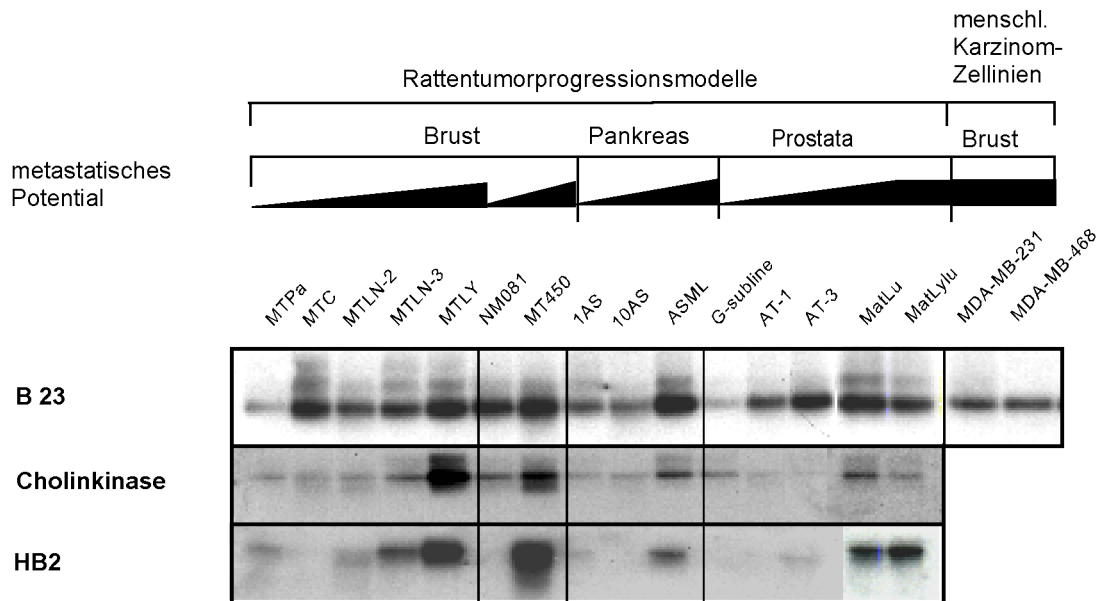 menschl.
Karzinom-
Zellinien
Rattentumorprogressionsmodelle
Brust Pankreas Prostata Brust
metastatisches
Potential
MTPa MTC MTLN-2 MTLN-3 MTLY NM081 MT450 1AS 10AS ASML G-subline AT-1 AT-3 MatLu MatLylu MDA-MB-231 MDA-MB-468
B 23
Cholinkinase
HB2